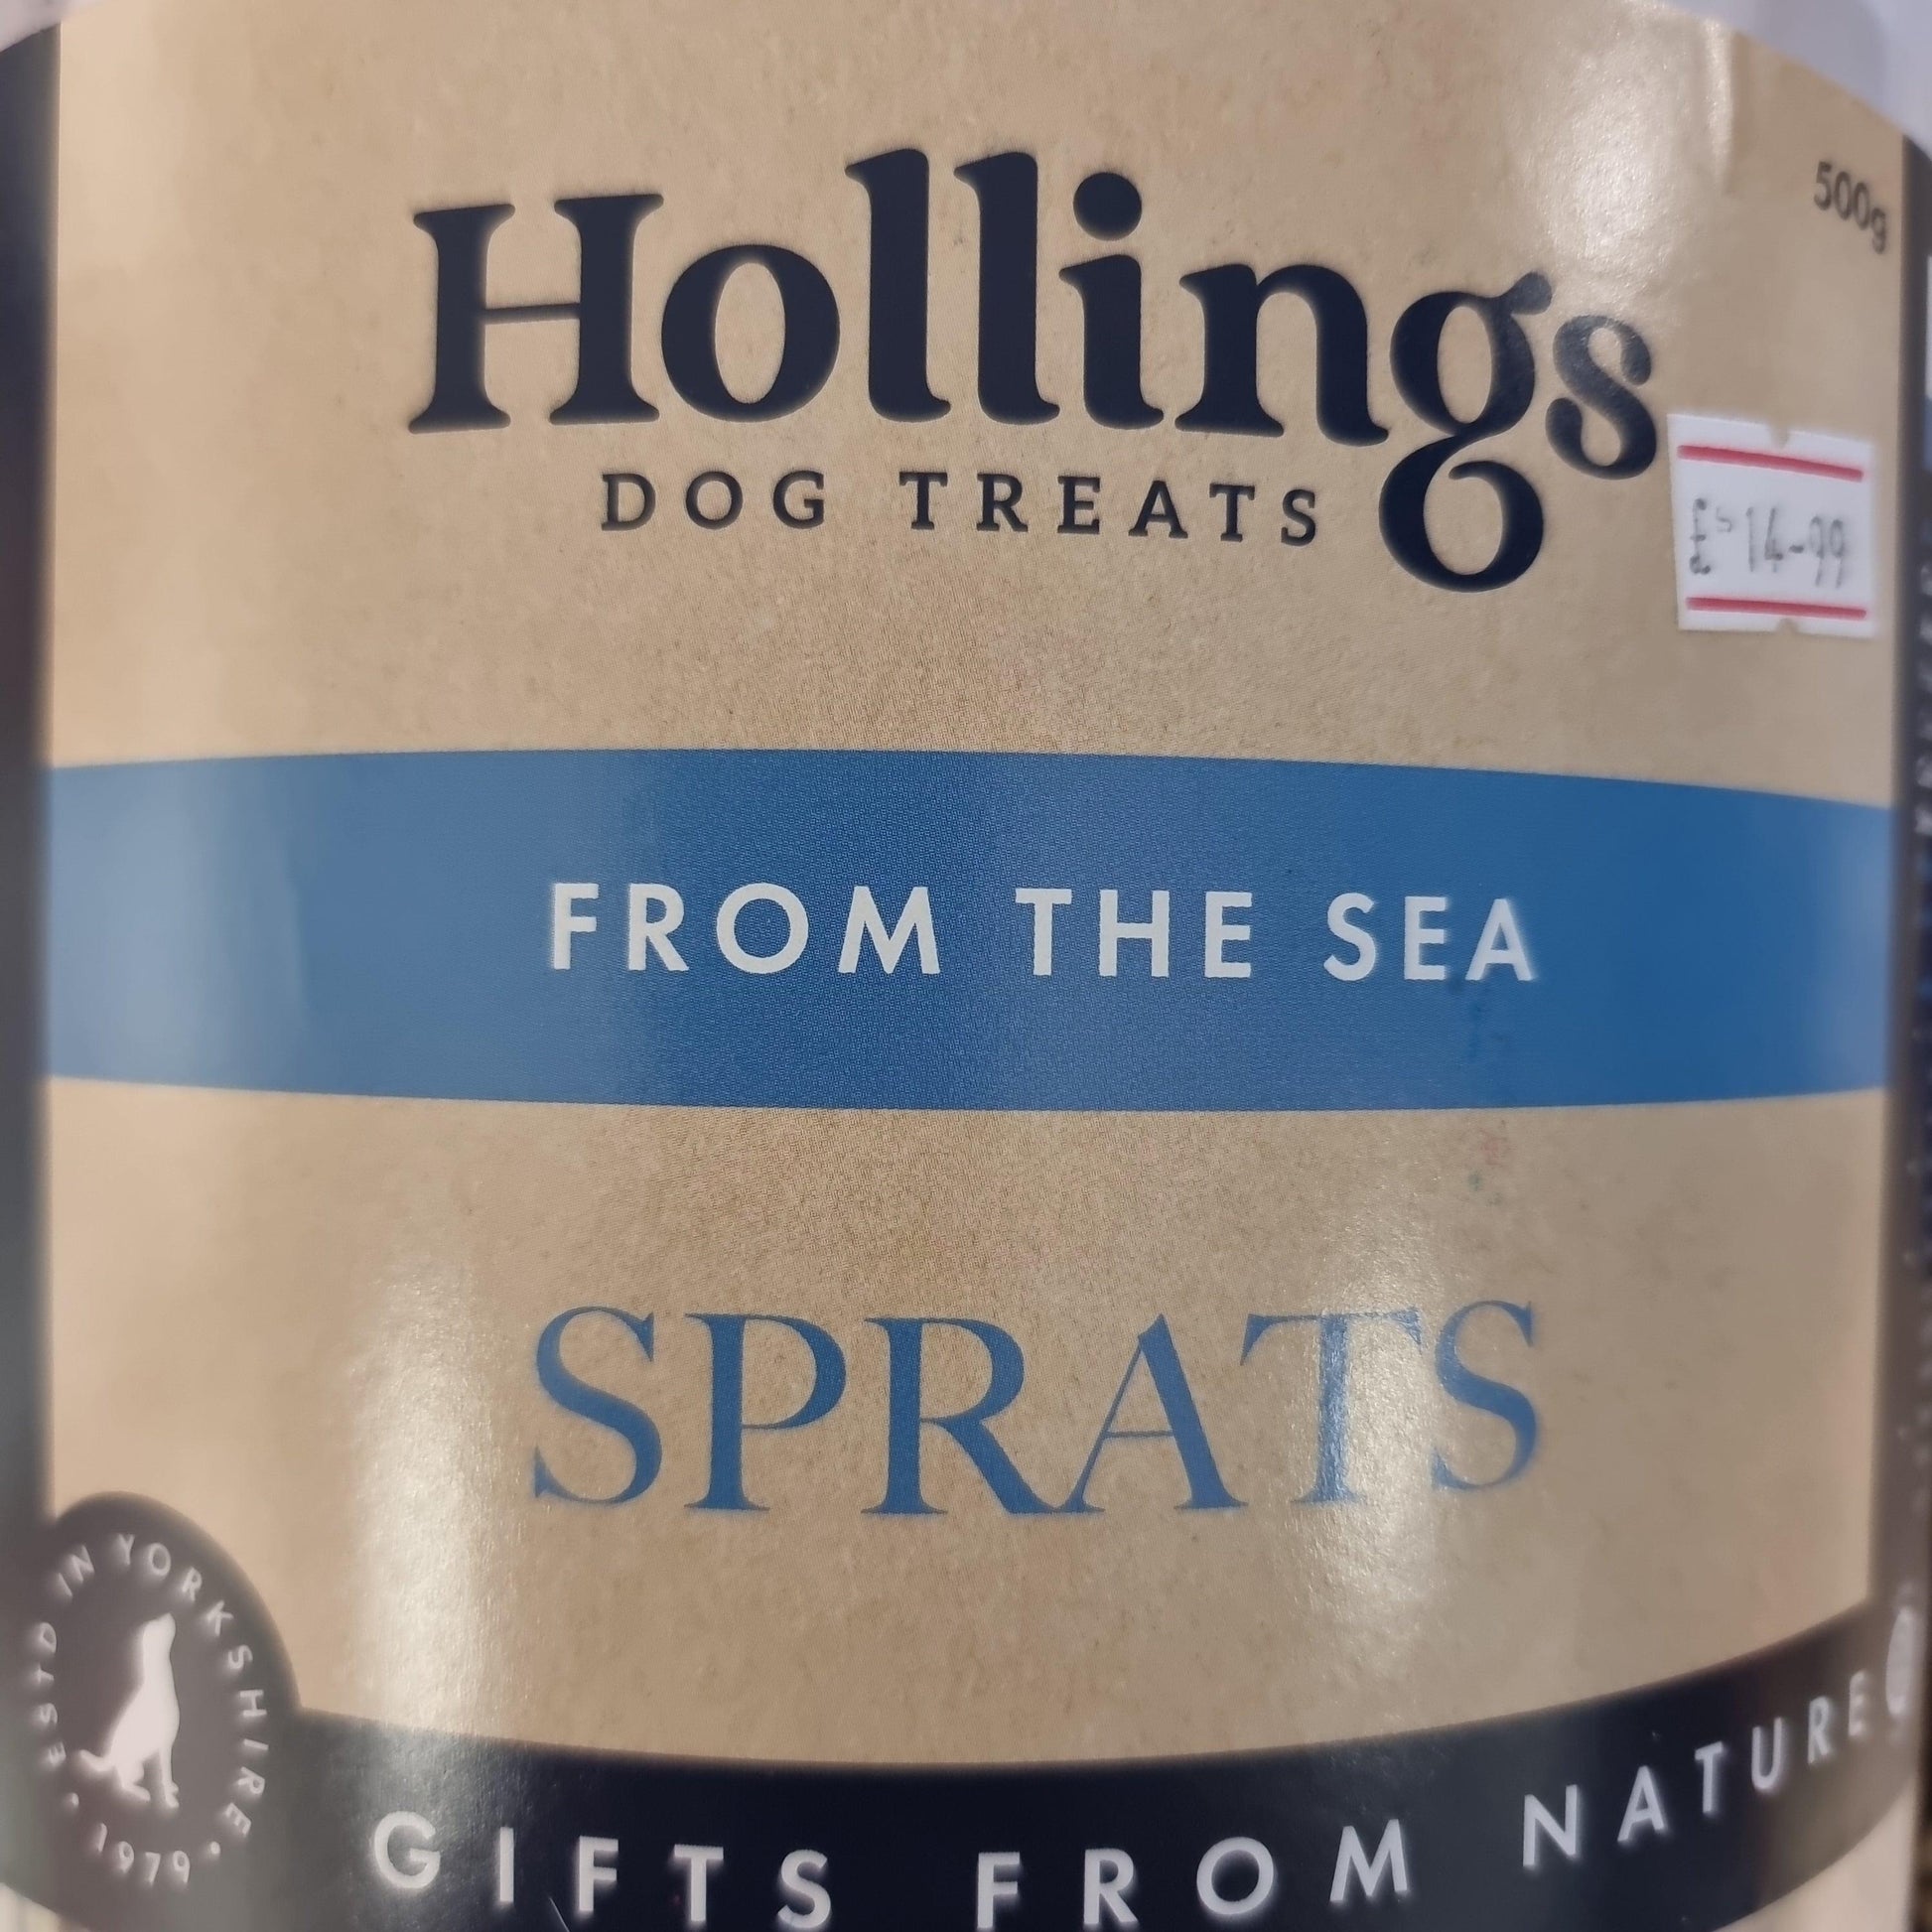 500g
Hollings
DOG TREATS
£14-99
FROM THE SEA
SPRATS
ESTD IN YORKSHIRE
1979
GIFTS FROM NATURE